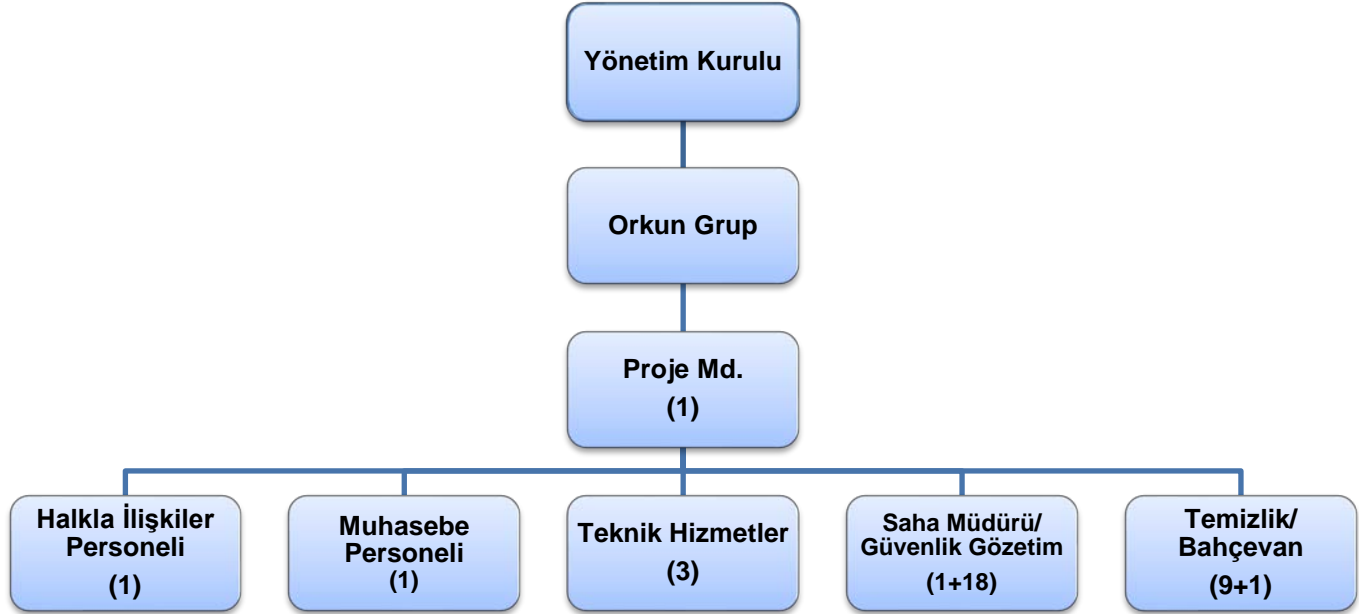 Yönetim Kurulu
Orkun Grup
Proje Md.
(1)
Halkla İlişkiler
Personeli
(1)
Muhasebe
Personeli
(1)
Teknik Hizmetler
(3)
Saha Müdürü/
Güvenlik Gözetim
(1+18)
Temizlik/
Bahçevan
(9+1)